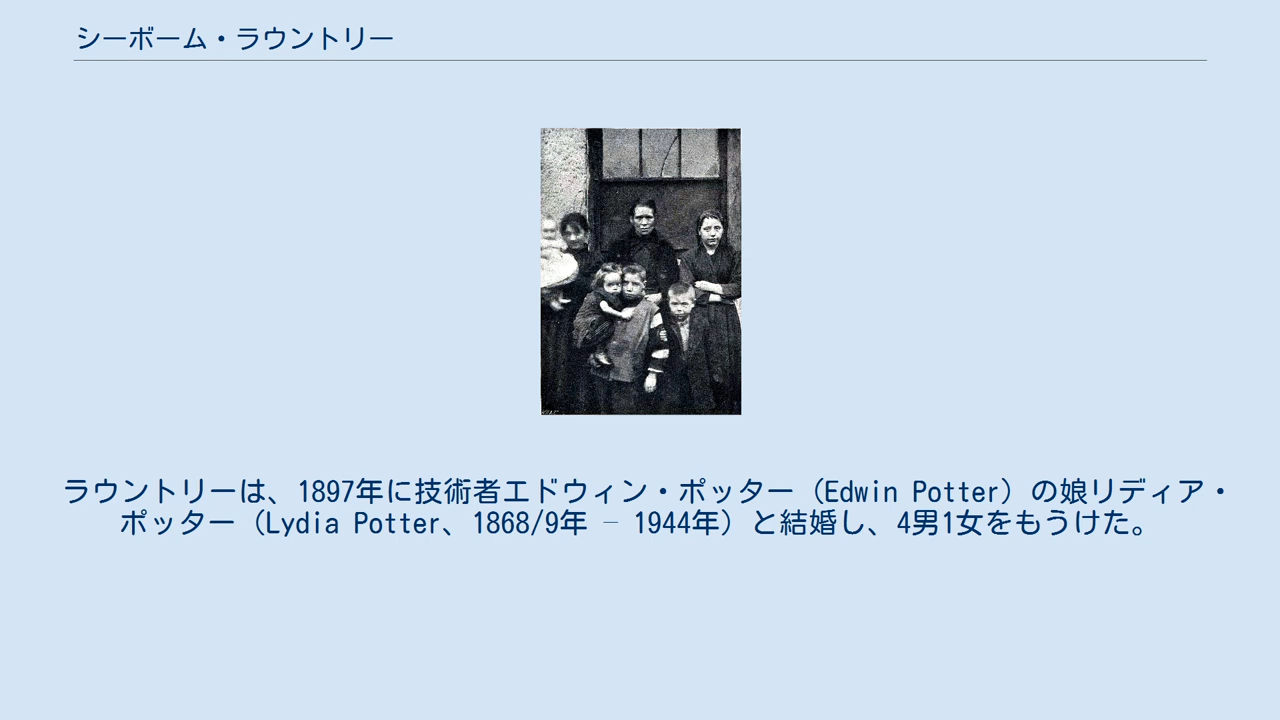 シーボーム・ラウントリー
ラウントリーは、1897年に技術者エドウィン・ポッター（Edwin Potter）の娘リディア・
ポッター（Lydia Potter、1868/9年 – 1944年）と結婚し、4男1女をもうけた。